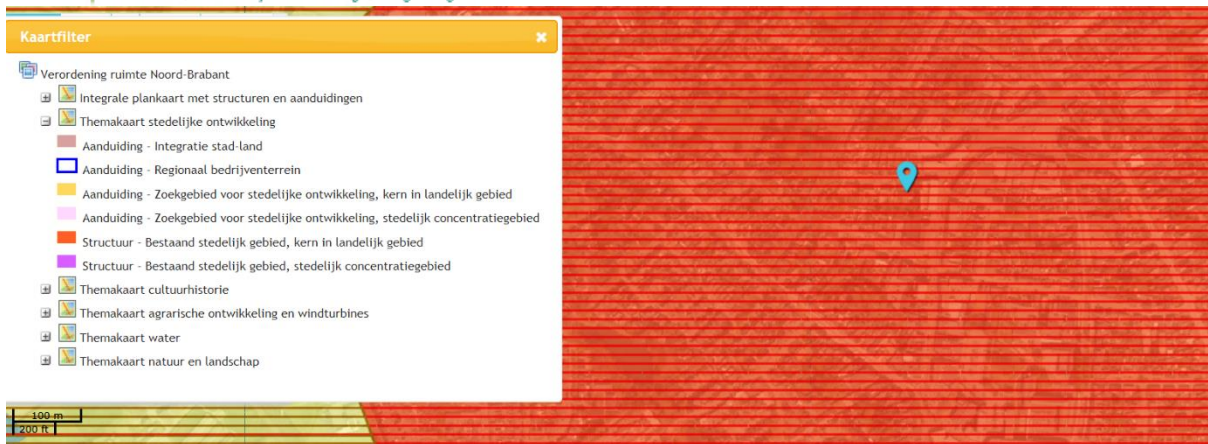 Kaartfilter
Verordening ruimte Noord-Brabant
Integrale plankaart met structuren en aanduidingen
Themakaart stedelijke ontwikkeling
Aanduiding - Integratie stad-land
Aanduiding - Regionaal bedrijventerrein
Aanduiding - Zoekgebied voor stedelijke ontwikkeling, kern in landelijk gebied
Aanduiding - Zoekgebied voor stedelijke ontwikkeling, stedelijk concentratiegebied
Structuur - Bestaand stedelijk gebied, kern in landelijk gebied
Structuur - Bestaand stedelijk gebied, stedelijk concentratiegebied
Themakaart cultuurhistorie
Themakaart agrarische ontwikkeling en windturbines
Themakaart water
Themakaart natuur en landschap
100 m
200 ft